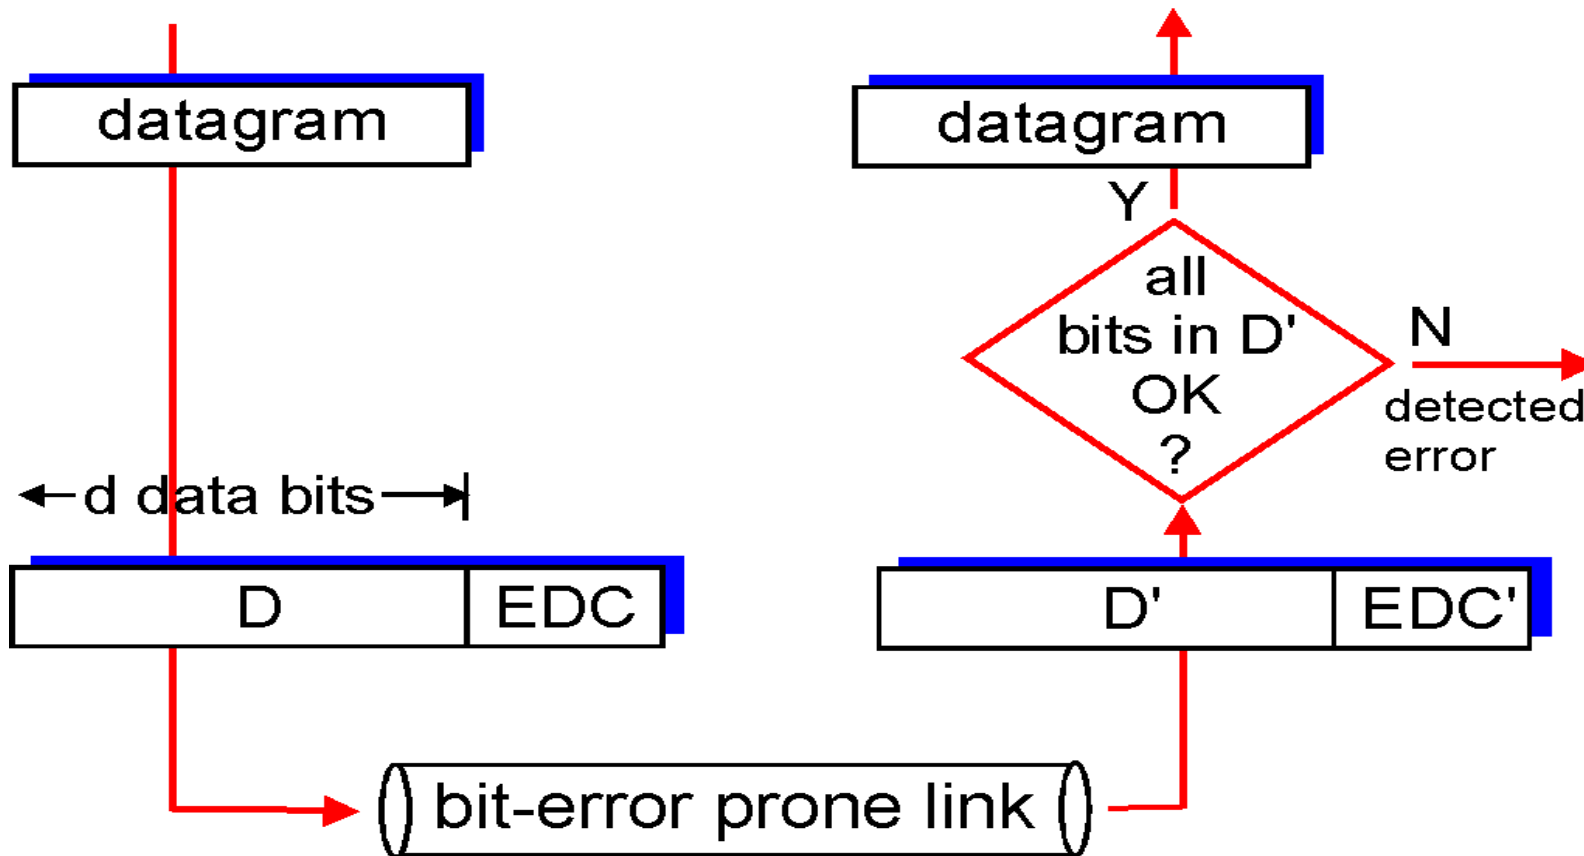 datagram
d data bits
D
EDC
bit-error prone link
D'
EDC'
all
bits in D'
OK
?
Y
N
detected
error
datagram